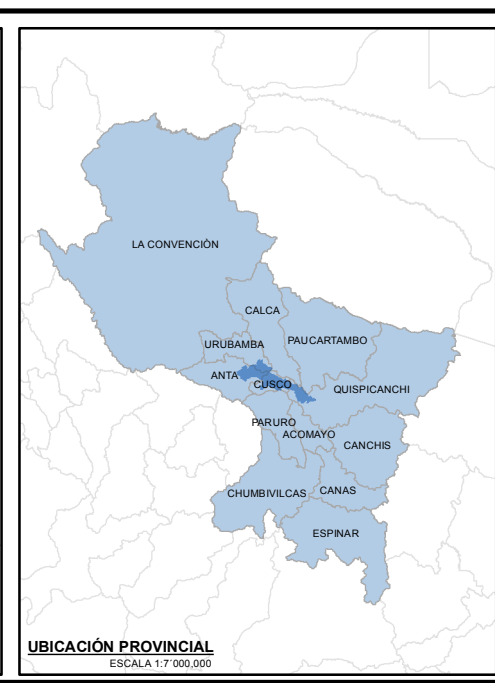 LA CONVENCIÒN
CALCA
URUBAMBA
PAUCARTAMBO
ANTA
CUSCO
QUISPICANCHI
PARURO
ACOMAYO
CANCHIS
CHUMBIVILCAS
CANAS
ESPINAR
UBICACIÓN PROVINCIAL
ESCALA 1:7´000,000